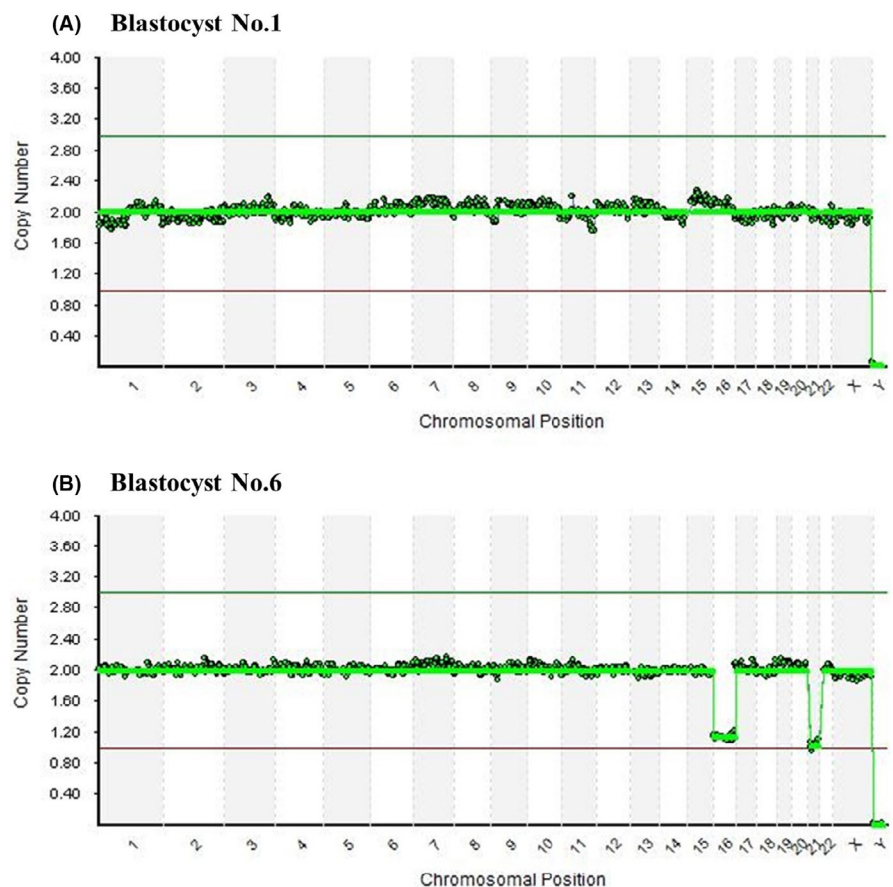 (A) Blastocyst No.1
4.00
3.60
3.20
2.80
2.40
2.00
1.60
1.20
0.80
0.40
Copy Number
1 2 3 4 5 6 7 8 9 10 11 12 13 14 15 16 17 18 19 20 21 22 X Y
Chromosomal Position
(B) Blastocyst No.6
4.00
3.60
3.20
2.80
2.40
2.00
1.60
1.20
0.80
0.40
Copy Number
1 2 3 4 5 6 7 8 9 10 11 12 13 14 15 16 17 18 19 20 21 22 X Y
Chromosomal Position